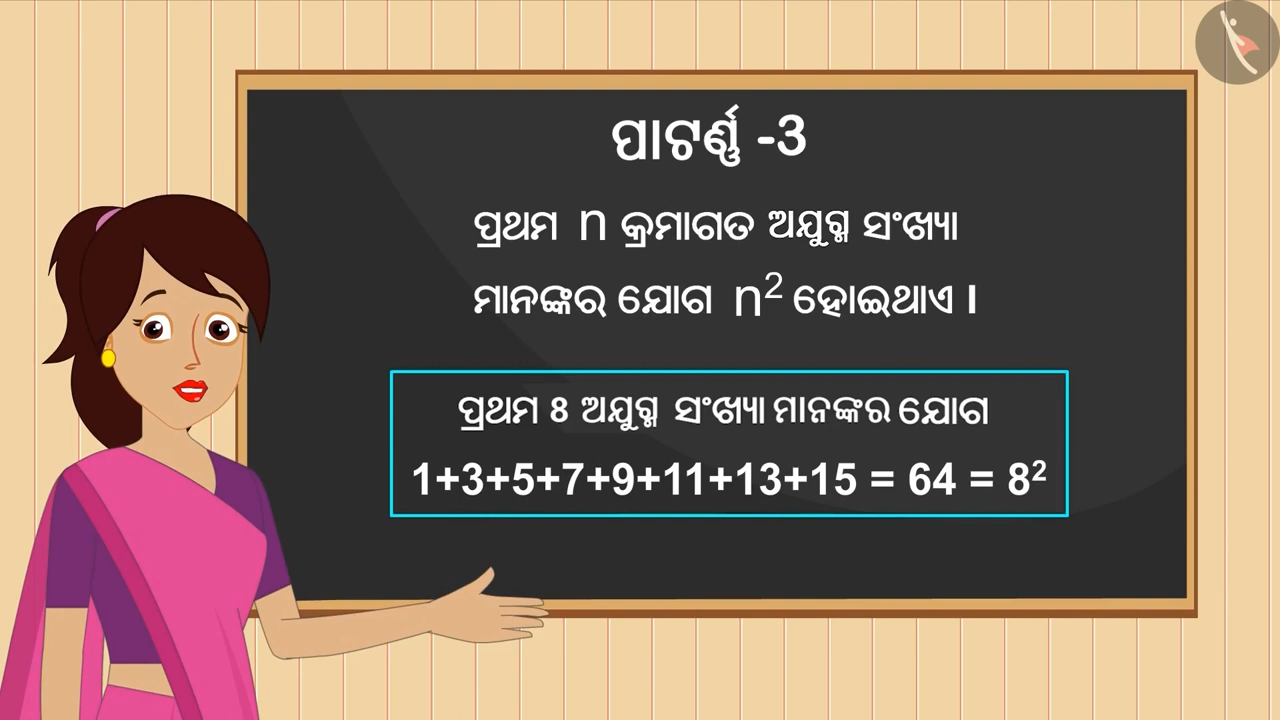 ପାଟର୍ଣ୍ଣ -3
ପ୍ରଥମ n କ୍ରମାଗତ ଅଯୁଗ୍ମ ସଂଖ୍ୟା
ମାନଙ୍କର ଯୋଗ n² ହୋଇଥାଏ ।
ପ୍ରଥମ 8 ଅଯୁଗ୍ମ ସଂଖ୍ୟା ମାନଙ୍କର ଯୋଗ
1+3+5+7+9+11+13+15 = 64 = 8²